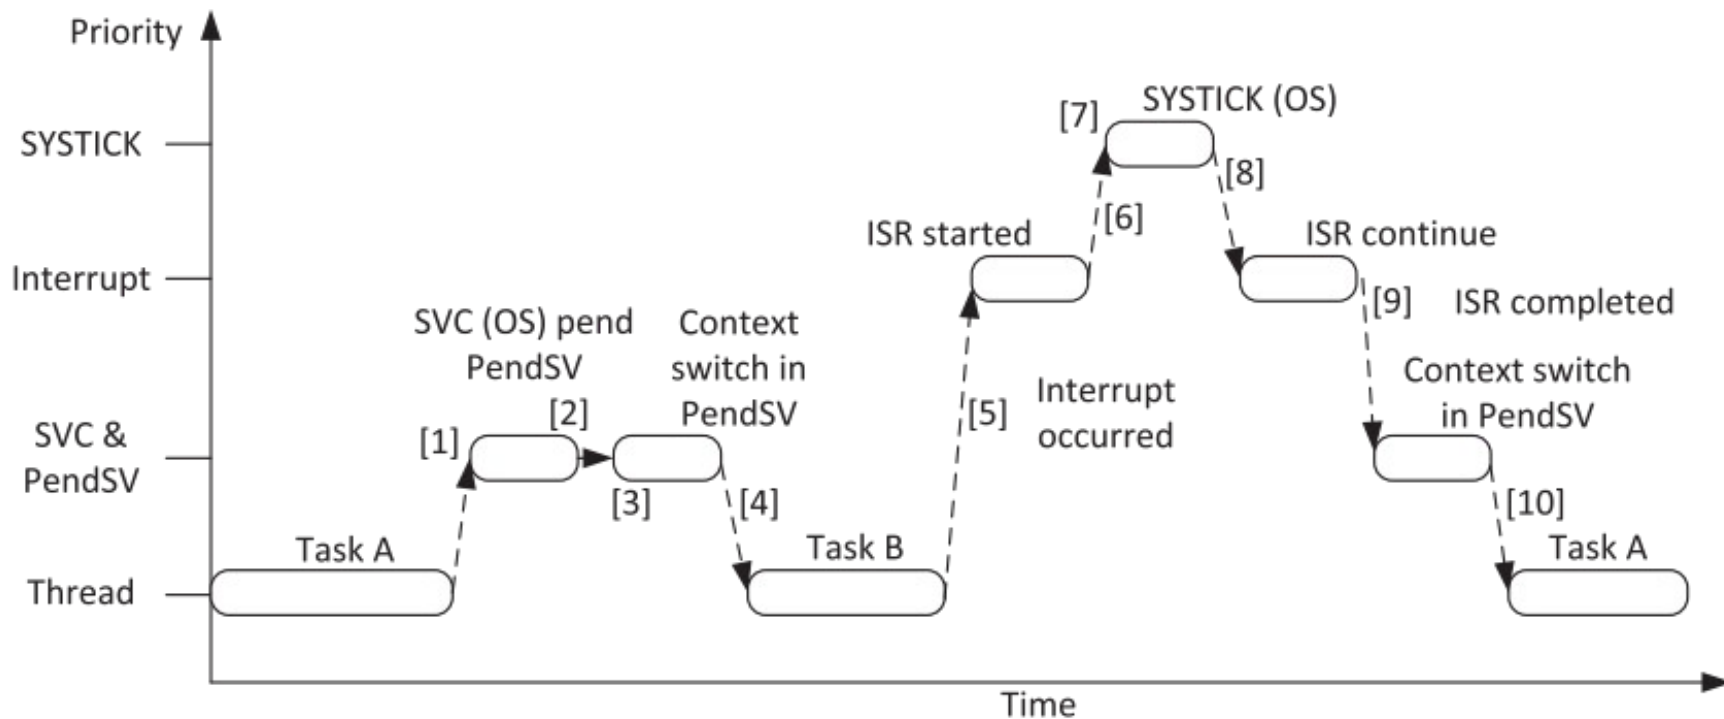 Priority
SYSTICK (OS)
[7]
SYSTICK
[8]
[6]
ISR started
ISR continue
Interrupt
[9]
ISR completed
SVC (OS) pend
PendSV
Context
switch in
PendSV
Context switch
in PendSV
Interrupt
occurred
[5]
[2]
[1]
SVC &
PendSV
[3]
[4]
[10]
Task A
Task B
Task A
Thread
Time